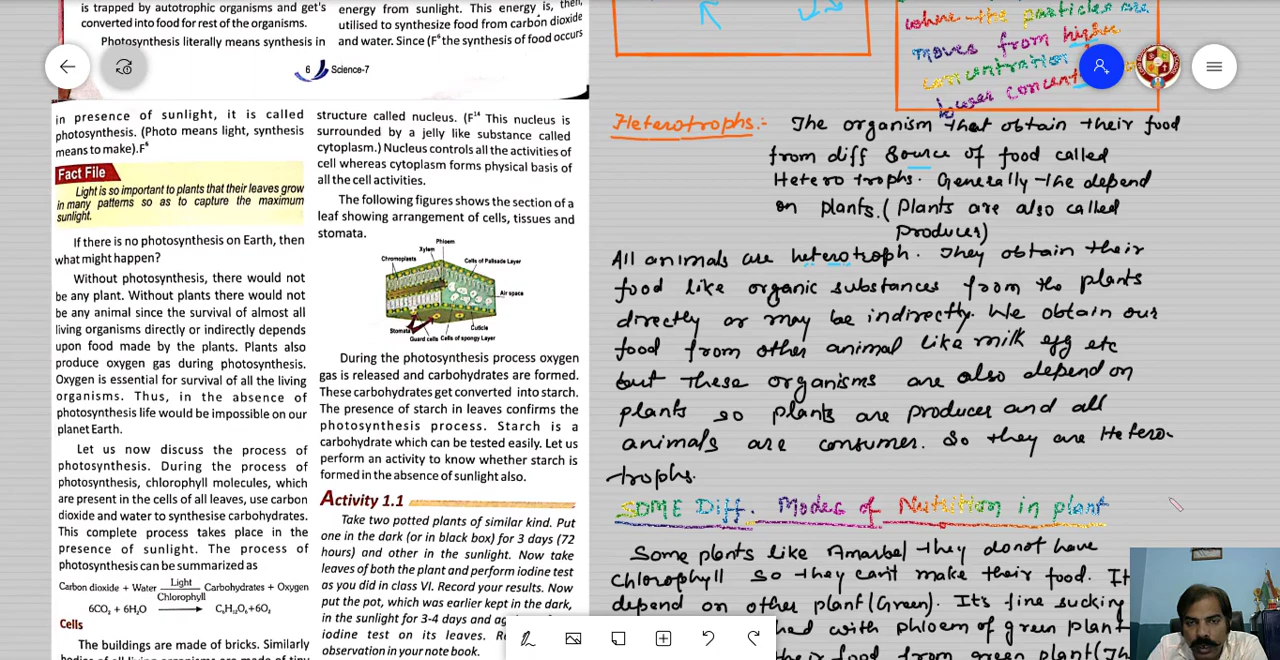 is trapped by autotrophic organisms and get's
converted into food for rest of the organisms.
Photosynthesis literally means synthesis in
energy from sunlight. This energy is, then,
utilised to synthesize food from carbon dioxide
and water. Since (F⁶ the synthesis of food occurs
6 Science-7
in presence of sunlight, it is called
photosynthesis. (Photo means light, synthesis
means to make).F⁶
Fact File
Light is so important to plants that their leaves grow
in many patterns so as to capture the maximum
sunlight.
If there is no photosynthesis on Earth, then
what might happen?
Without photosynthesis, there would not
be any plant. Without plants there would not
be any animal since the survival of almost all
living organisms directly or indirectly depends
upon food made by the plants. Plants also
produce oxygen gas during photosynthesis.
Oxygen is essential for survival of all the living
organisms. Thus, in the absence of
photosynthesis life would be impossible on our
planet Earth.
Let us now discuss the process of
photosynthesis. During the process of
photosynthesis, chlorophyll molecules, which
are present in the cells of all leaves, use carbon
dioxide and water to synthesise carbohydrates.
This complete process takes place in the
presence of sunlight. The process of
photosynthesis can be summarized as
Carbon dioxide + Water Light Chlorophyll Carbohydrates + Oxygen
6CO₂ + 6H₂O → C₆H₁₂O₆+6O₂
Cells
The buildings are made of bricks. Similarly
bodies of all living organisms are made of tiny
structure called nucleus. (F¹⁴ This nucleus is
surrounded by a jelly like substance called
cytoplasm.) Nucleus controls all the activities of
cell whereas cytoplasm forms physical basis of
all the cell activities.
The following figures shows the section of a
leaf showing arrangement of cells, tissues and
stomata.
Phloem
Xylem
Chromoplasts
Cells of Palisade Layer
Air space
Stomata
Cuticle
Guard cells
Cells of spongy Layer
During the photosynthesis process oxygen
gas is released and carbohydrates are formed.
These carbohydrates get converted into starch.
The presence of starch in leaves confirms the
photosynthesis process. Starch is a
carbohydrate which can be tested easily. Let us
perform an activity to know whether starch is
formed in the absence of sunlight also.
Activity 1.1
Take two potted plants of similar kind. Put
one in the dark (or in black box) for 3 days (72
hours) and other in the sunlight. Now take
leaves of both the plant and perform iodine test
as you did in class VI. Record your results. Now
put the pot, which was earlier kept in the dark,
in the sunlight for 3-4 days and
iodine test on its leaves.
observation in your note book.
where the particles are
moves from higher
concentration
lower
Heterotrophs:- The organism that obtain their food
from diff source of food called
Hetero trophs. Generally the depend
on plants. (Plants are also called
Producer)
All animals are heterotroph. They obtain their
food like organic substances from the plants
directly or may be indirectly. We obtain our
food from other animal like milk egg etc
but these organisms are also depend on
plants so plants are producer and all
animals are consumer. So they are Hetero-
trophs.
SOME Diff. Modes of Nutrition in plant
Some plants like Amarbel they do not have
chlorophyll so they can't make their food. It
depend on other plant (Green). It's fine sucking
with phloem of green plant
their food from green plant